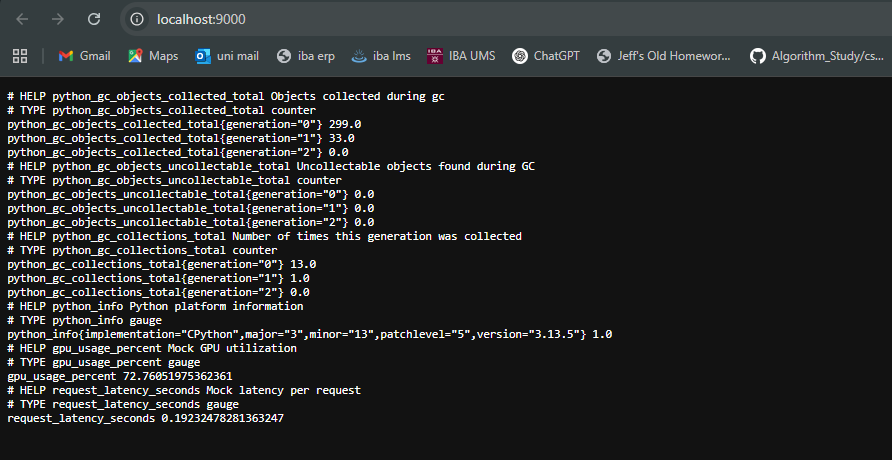 localhost:9000
Gmail
Maps
uni mail
iba erp
iba lms
IBA UMS
ChatGPT
Jeff's Old Homewor...
Algorithm_Study/cs...
# HELP python_gc_objects_collected_total Objects collected during gc
# TYPE python_gc_objects_collected_total counter
python_gc_objects_collected_total{generation="0"} 299.0
python_gc_objects_collected_total{generation="1"} 33.0
python_gc_objects_collected_total{generation="2"} 0.0
# HELP python_gc_objects_uncollectable_total Uncollectable objects found during GC
# TYPE python_gc_objects_uncollectable_total counter
python_gc_objects_uncollectable_total{generation="0"} 0.0
python_gc_objects_uncollectable_total{generation="1"} 0.0
python_gc_objects_uncollectable_total{generation="2"} 0.0
# HELP python_gc_collections_total Number of times this generation was collected
# TYPE python_gc_collections_total counter
python_gc_collections_total{generation="0"} 13.0
python_gc_collections_total{generation="1"} 1.0
python_gc_collections_total{generation="2"} 0.0
# HELP python_info Python platform information
# TYPE python_info gauge
python_info{implementation="CPython",major="3",minor="13",patchlevel="5",version="3.13.5"} 1.0
# HELP gpu_usage_percent Mock GPU utilization
# TYPE gpu_usage_percent gauge
gpu_usage_percent 72.76051975362361
# HELP request_latency_seconds Mock latency per request
# TYPE request_latency_seconds gauge
request_latency_seconds 0.19232478281363247